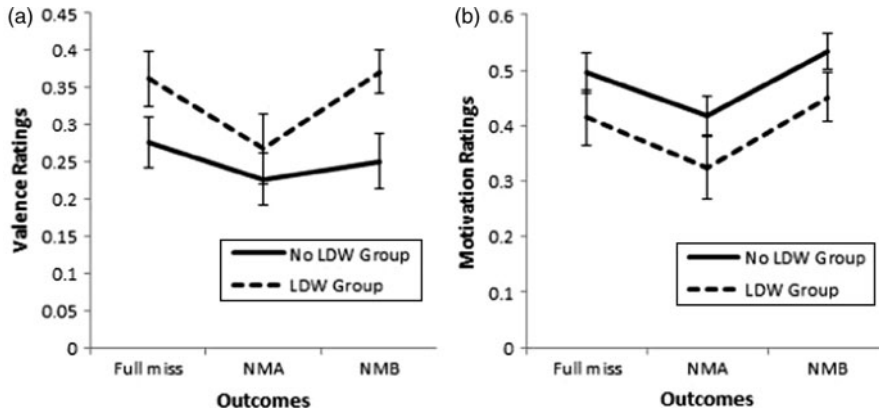 (a)
0.45
0.4
0.35
0.3
0.25
0.2
0.15
0.1
0.05
0
Valence Ratings
No LDW Group
LDW Group
Full miss NMA NMB
Outcomes
(b)
0.6
0.5
0.4
0.3
0.2
0.1
0
Motivation Ratings
No LDW Group
LDW Group
Full miss NMA NMB
Outcomes